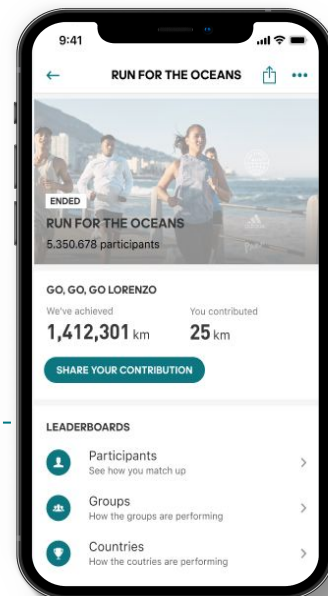 9:41
RUN FOR THE OCEANS
ENDED
RUN FOR THE OCEANS
5.350.678 participants
GO, GO, GO LORENZO
We've achieved
You contributed
1,412,301 km
25 km
SHARE YOUR CONTRIBUTION
LEADERBOARDS
Participants
See how you match up
Groups
How the groups are performing
Countries
How the coutries are performing